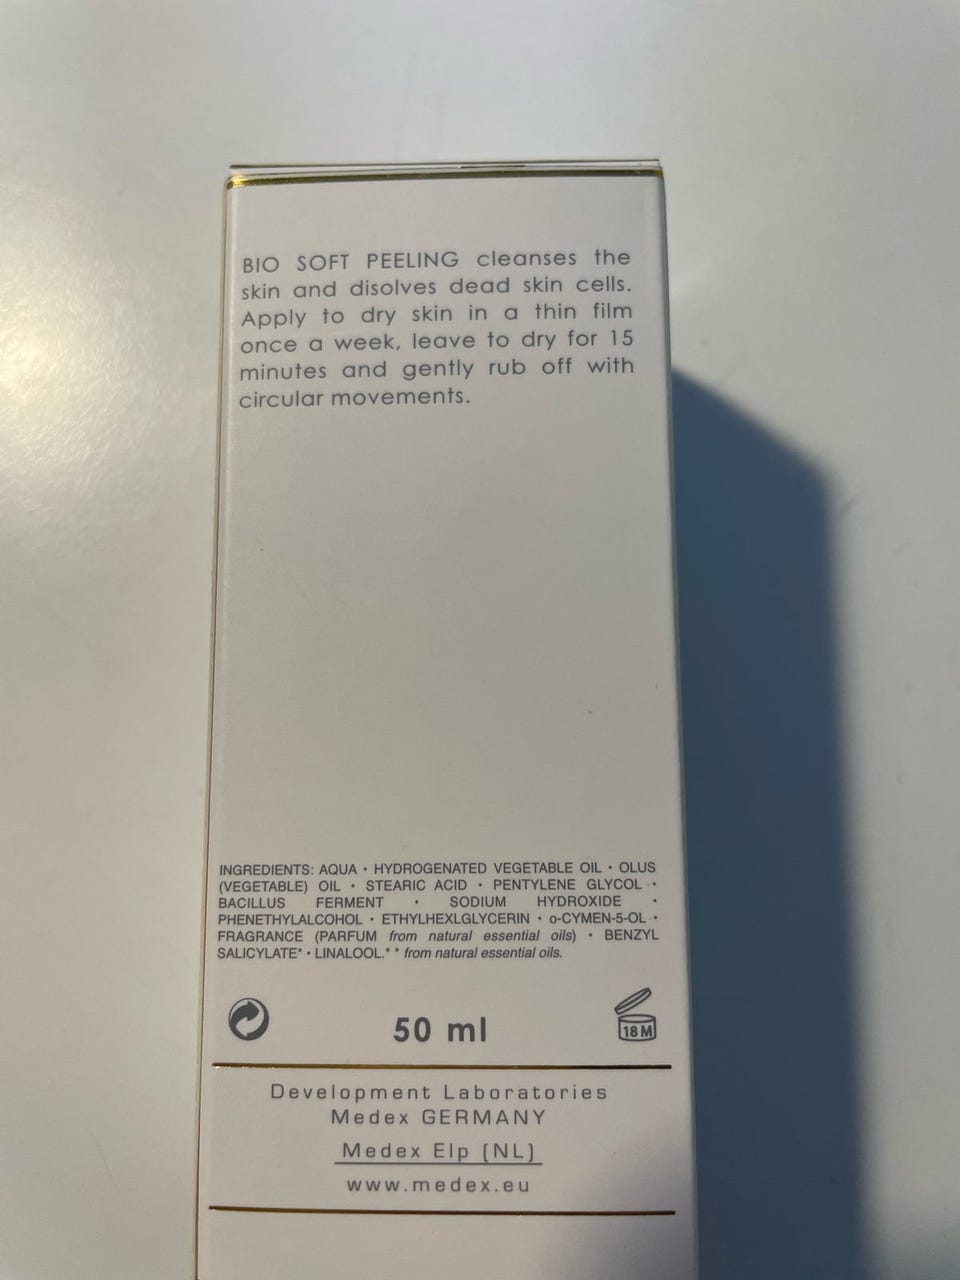 BIO SOFT PEELING cleanses the
skin and disolves dead skin cells.
Apply to dry skin in a thin film
once a week, leave to dry for 15
minutes and gently rub off with
circular movements.
INGREDIENTS: AQUA • HYDROGENATED VEGETABLE OIL • OLUS
(VEGETABLE) OIL • STEARIC ACID • PENTYLENE GLYCOL •
BACILLUS FERMENT • SODIUM HYDROXIDE •
PHENETHYLALCOHOL • ETHYLHEXLGLYCERIN • o-CYMEN-5-OL •
FRAGRANCE (PARFUM from natural essential oils) • BENZYL
SALICYLATE* • LINALOOL.* * from natural essential oils.
50 ml
18 M
Development Laboratories
Medex GERMANY
Medex Elp (NL)
www.medex.eu